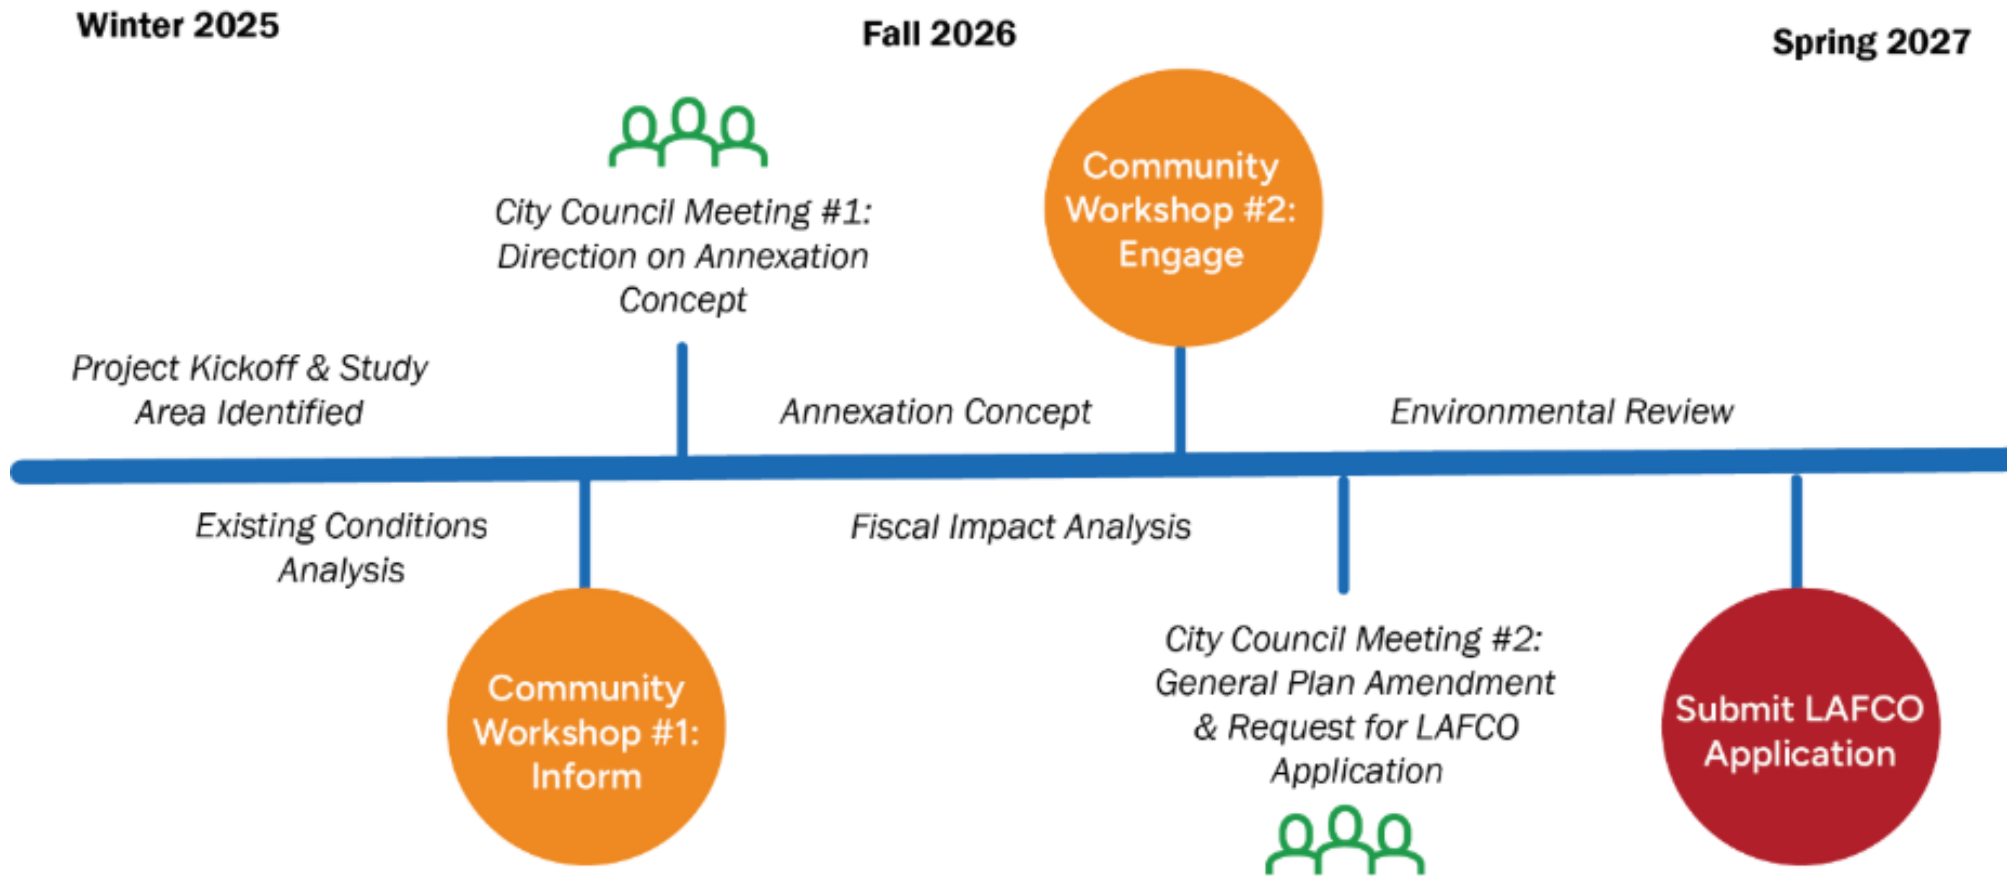 Winter 2025
Fall 2026
Spring 2027
City Council Meeting #1:
Direction on Annexation
Concept
Community
Workshop #2:
Engage
Project Kickoff & Study
Area Identified
Annexation Concept
Environmental Review
Existing Conditions
Analysis
Fiscal Impact Analysis
Community
Workshop #1:
Inform
City Council Meeting #2:
General Plan Amendment
& Request for LAFCO
Application
Submit LAFCO
Application